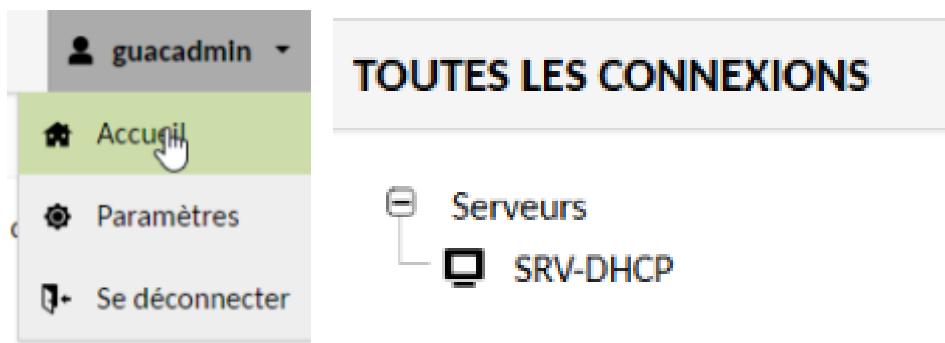 guacadmin
Accueil
Paramètres
Se déconnecter
TOUTES LES CONNEXIONS
Serveurs
SRV-DHCP